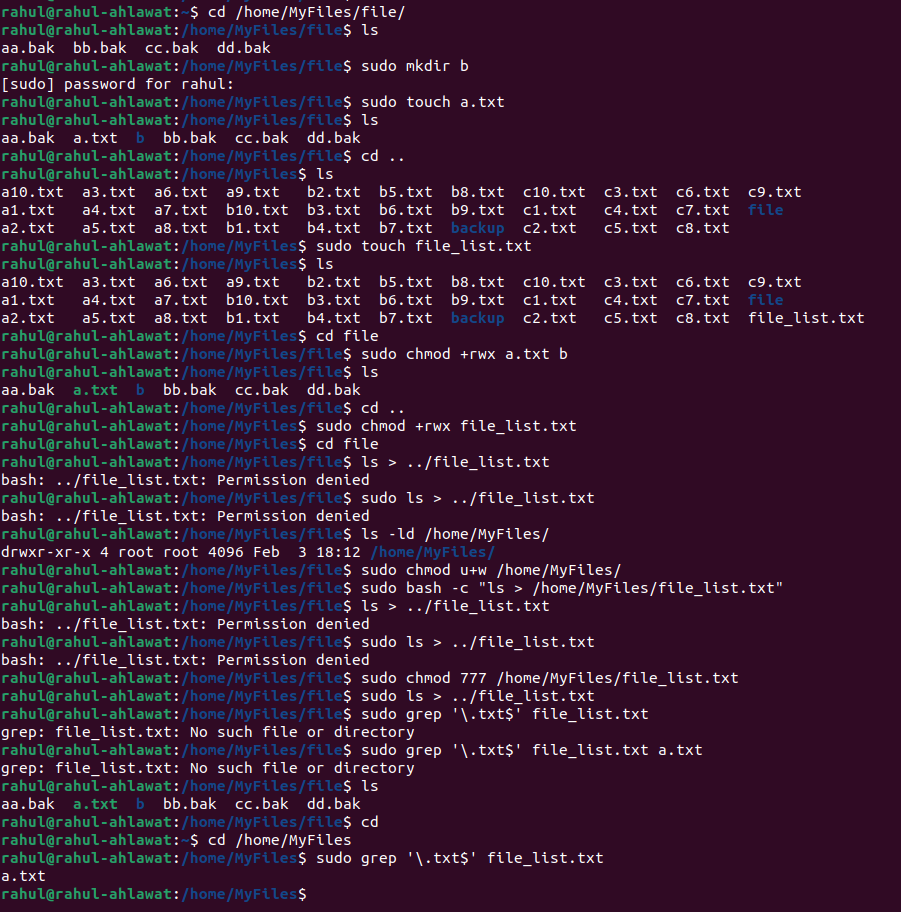 rahul@rahul-ahlawat:~$ cd /home/MyFiles/file/
rahul@rahul-ahlawat:/home/MyFiles/file$ ls
aa.bak  bb.bak  cc.bak  dd.bak
rahul@rahul-ahlawat:/home/MyFiles/file$ sudo mkdir b
[sudo] password for rahul:
rahul@rahul-ahlawat:/home/MyFiles/file$ sudo touch a.txt
rahul@rahul-ahlawat:/home/MyFiles/file$ ls
aa.bak  a.txt  b  bb.bak  cc.bak  dd.bak
rahul@rahul-ahlawat:/home/MyFiles/file$ cd ..
rahul@rahul-ahlawat:/home/MyFiles$ ls
a10.txt  a3.txt  a6.txt  a9.txt   b2.txt  b5.txt  b8.txt  c10.txt  c3.txt  c6.txt  c9.txt
a1.txt   a4.txt  a7.txt  b10.txt  b3.txt  b6.txt  b9.txt  c1.txt   c4.txt  c7.txt  file
a2.txt   a5.txt  a8.txt  b1.txt   b4.txt  b7.txt  backup  c2.txt   c5.txt  c8.txt
rahul@rahul-ahlawat:/home/MyFiles$ sudo touch file_list.txt
rahul@rahul-ahlawat:/home/MyFiles$ ls
a10.txt  a3.txt  a6.txt  a9.txt   b2.txt  b5.txt  b8.txt  c10.txt  c3.txt  c6.txt  c9.txt
a1.txt   a4.txt  a7.txt  b10.txt  b3.txt  b6.txt  b9.txt  c1.txt   c4.txt  c7.txt  file
a2.txt   a5.txt  a8.txt  b1.txt   b4.txt  b7.txt  backup  c2.txt   c5.txt  c8.txt  file_list.txt
rahul@rahul-ahlawat:/home/MyFiles$ cd file
rahul@rahul-ahlawat:/home/MyFiles/file$ sudo chmod +rwx a.txt b
rahul@rahul-ahlawat:/home/MyFiles/file$ ls
aa.bak  a.txt  b  bb.bak  cc.bak  dd.bak
rahul@rahul-ahlawat:/home/MyFiles/file$ cd ..
rahul@rahul-ahlawat:/home/MyFiles$ sudo chmod +rwx file_list.txt
rahul@rahul-ahlawat:/home/MyFiles$ cd file
rahul@rahul-ahlawat:/home/MyFiles/file$ ls > ../file_list.txt
bash: ../file_list.txt: Permission denied
rahul@rahul-ahlawat:/home/MyFiles/file$ sudo ls > ../file_list.txt
bash: ../file_list.txt: Permission denied
rahul@rahul-ahlawat:/home/MyFiles/file$ ls -ld /home/MyFiles/
drwxr-xr-x 4 root root 4096 Feb  3 18:12 /home/MyFiles/
rahul@rahul-ahlawat:/home/MyFiles/file$ sudo chmod u+w /home/MyFiles/
rahul@rahul-ahlawat:/home/MyFiles/file$ sudo bash -c "ls > /home/MyFiles/file_list.txt"
rahul@rahul-ahlawat:/home/MyFiles/file$ ls > ../file_list.txt
bash: ../file_list.txt: Permission denied
rahul@rahul-ahlawat:/home/MyFiles/file$ sudo ls > ../file_list.txt
bash: ../file_list.txt: Permission denied
rahul@rahul-ahlawat:/home/MyFiles/file$ sudo chmod 777 /home/MyFiles/file_list.txt
rahul@rahul-ahlawat:/home/MyFiles/file$ sudo ls > ../file_list.txt
rahul@rahul-ahlawat:/home/MyFiles/file$ sudo grep '\.txt$' file_list.txt
grep: file_list.txt: No such file or directory
rahul@rahul-ahlawat:/home/MyFiles/file$ sudo grep '\.txt$' file_list.txt a.txt
grep: file_list.txt: No such file or directory
rahul@rahul-ahlawat:/home/MyFiles/file$ ls
aa.bak  a.txt  b  bb.bak  cc.bak  dd.bak
rahul@rahul-ahlawat:/home/MyFiles/file$ cd
rahul@rahul-ahlawat:~$ cd /home/MyFiles
rahul@rahul-ahlawat:/home/MyFiles$ sudo grep '\.txt$' file_list.txt
a.txt
rahul@rahul-ahlawat:/home/MyFiles$